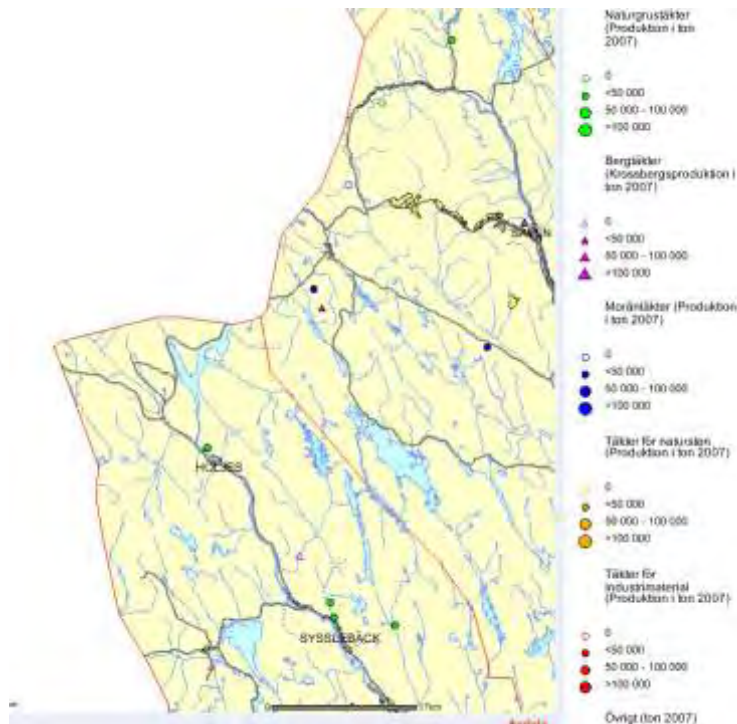 Naturgrustäkter
(Produktion i ton
2007)
0
<50 000
50 000 - 100 000
>100 000
Bergtäkter
(Krossbergsproduktion i
ton 2007)
0
<50 000
50 000 - 100 000
>100 000
Moräntäkter (Produktion
i ton 2007)
0
<50 000
50 000 - 100 000
>100 000
Täkter för natursten
(Produktion i ton 2007)
0
<50 000
50 000 - 100 000
>100 000
Täkter för
industrimaterial
(Produktion i ton 2007)
0
<50 000
50 000 - 100 000
>100 000
Övrigt (ton 2007)
HÖLJES
SYSSLEBÄCK
0